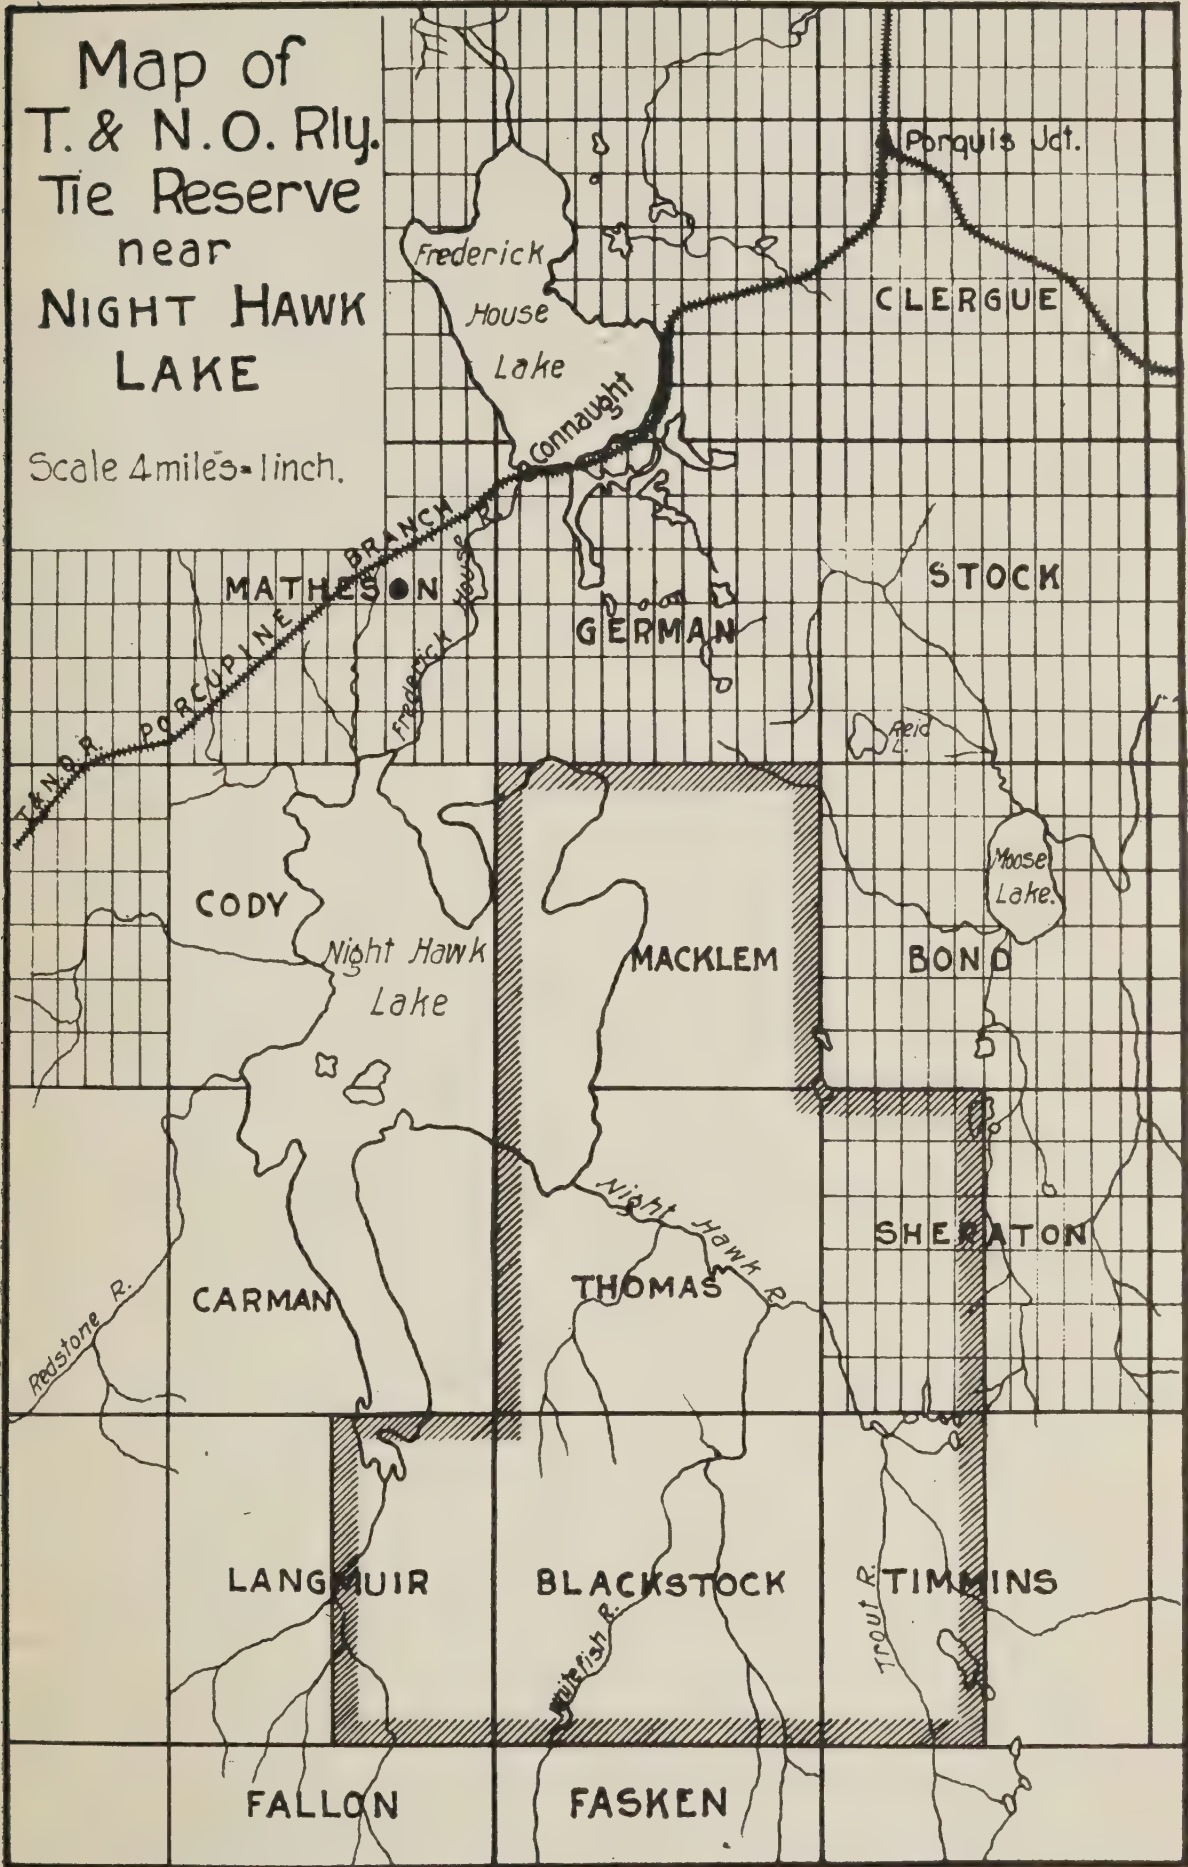 Map of
T. & N.O. Rly.
Tie Reserve
near
NIGHT HAWK
LAKE
Scale 4 miles = 1 inch.
Porquis Jct.
Frederick
House
Lake
CLERGUE
Connaught
T. & N.O.R. PORCUPINE BRANCH
MATHESON
Frederick House R.
GERMAN
STOCK
Reid
L.
Moose
Lake.
CODY
Night Hawk
Lake
MACKLEM
BOND
Night Hawk R.
SHERATON
CARMAN
THOMAS
Redstone R.
LANGMUIR
BLACKSTOCK
TIMMINS
Trout R.
Whitefish R.
FALLON
FASKEN